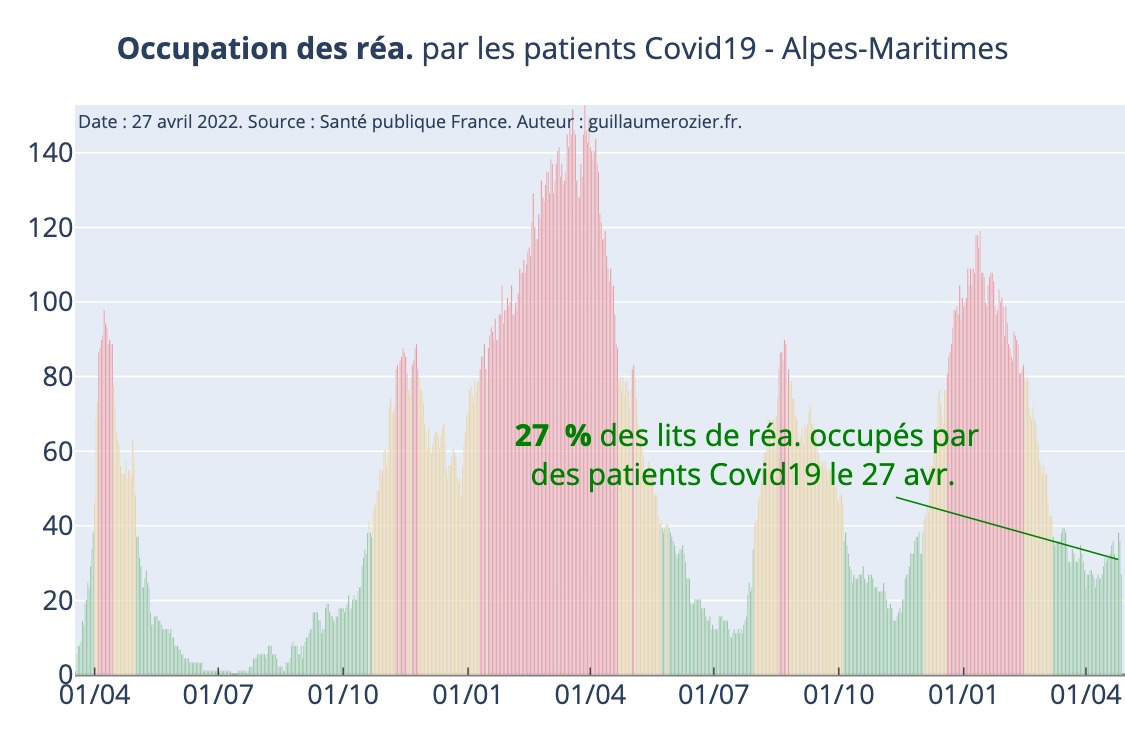 Occupation des réa. par les patients Covid19 - Alpes-Maritimes
Date : 27 avril 2022. Source : Santé publique France. Auteur : guillaumerozier.fr.
140
120
100
80
60
40
20
0
27 % des lits de réa. occupés par
des patients Covid19 le 27 avr.
01/04 01/07 01/10 01/01 01/04 01/07 01/10 01/01 01/04